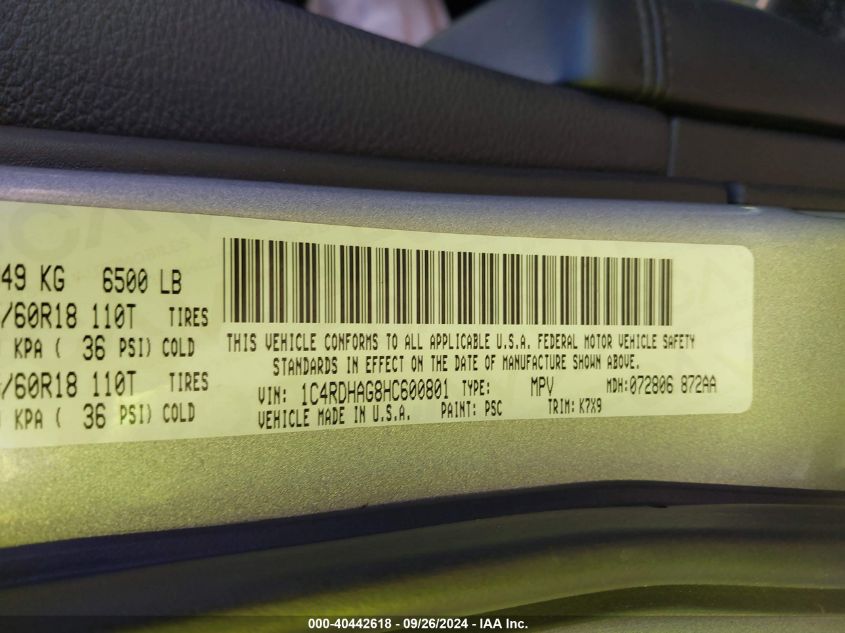 49 KG 6500 LB
/60R18 110T TIRES
KPA ( 36 PSI) COLD
/60R18 110T TIRES
KPA ( 36 PSI) COLD
THIS VEHICLE CONFORMS TO ALL APPLICABLE U.S.A. FEDERAL MOTOR VEHICLE SAFETY
STANDARDS IN EFFECT ON THE DATE OF MANUFACTURE SHOWN ABOVE.
VIN: 1C4RDHAG8HC600801 TYPE: MPV MDH:072806 872AA
VEHICLE MADE IN U.S.A. PAINT: PSC TRIM: K7X9
000-40442618 - 09/26/2024 - IAA Inc.